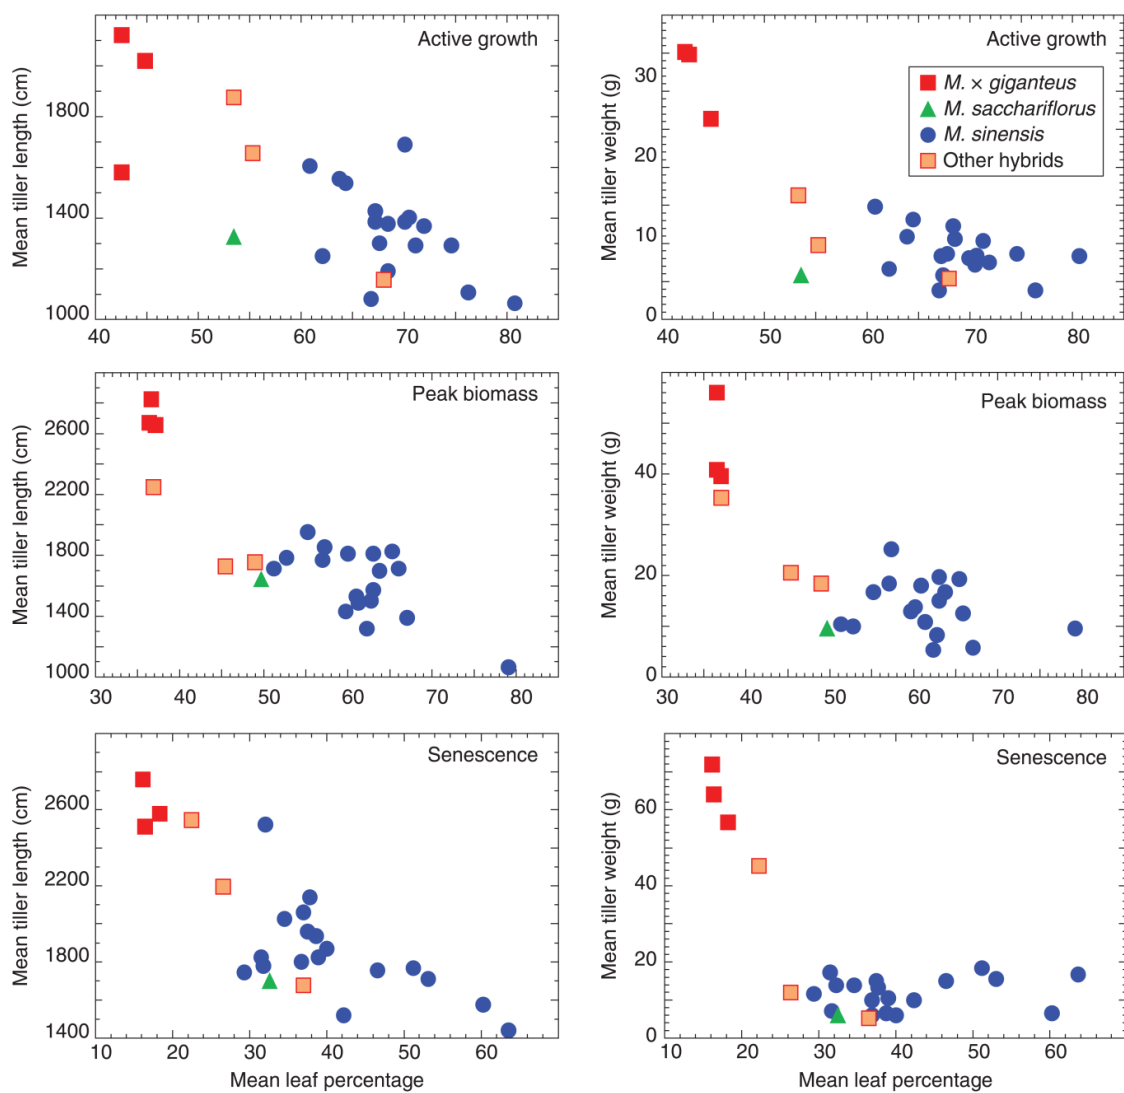 Active growth
Mean tiller length (cm)
1800
1400
1000
40 50 60 70 80
Active growth
M. × giganteus
M. sacchariflorus
M. sinensis
Other hybrids
Mean tiller weight (g)
30
20
10
0
40 50 60 70 80
Peak biomass
Mean tiller length (cm)
2600
2200
1800
1400
1000
30 40 50 60 70 80
Peak biomass
Mean tiller weight (g)
40
20
0
30 40 50 60 70 80
Senescence
Mean tiller length (cm)
2600
2200
1800
1400
10 20 30 40 50 60
Mean leaf percentage
Senescence
Mean tiller weight (g)
60
40
20
0
10 20 30 40 50 60
Mean leaf percentage